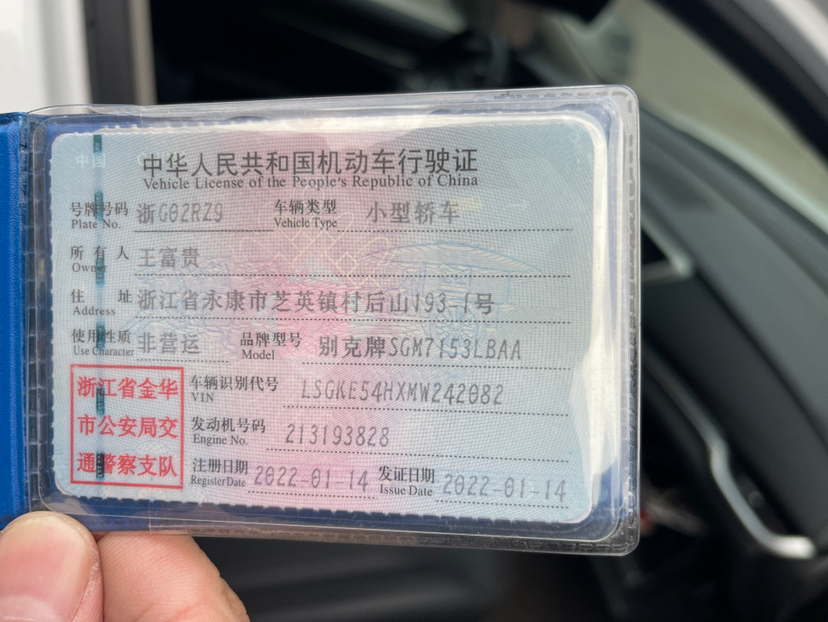 中华人民共和国机动车行驶证
Vehicle License of the People's Republic of China
号牌号码 浙G02RZ9 车辆类型 小型轿车
Plate No. Vehicle Type
所有人 王富贵
Owner
住址 浙江省永康市芝英镇村后山193-1号
Address
使用性质 非营运 品牌型号 别克牌SGM7153LBAA
Use Character Model
浙江省金华
市公安局交
通警察支队
车辆识别代号 LSGKE54HXMW242082
VIN
发动机号码 213193828
Engine No.
注册日期 2022-01-14 发证日期 2022-01-14
Register Date Issue Date